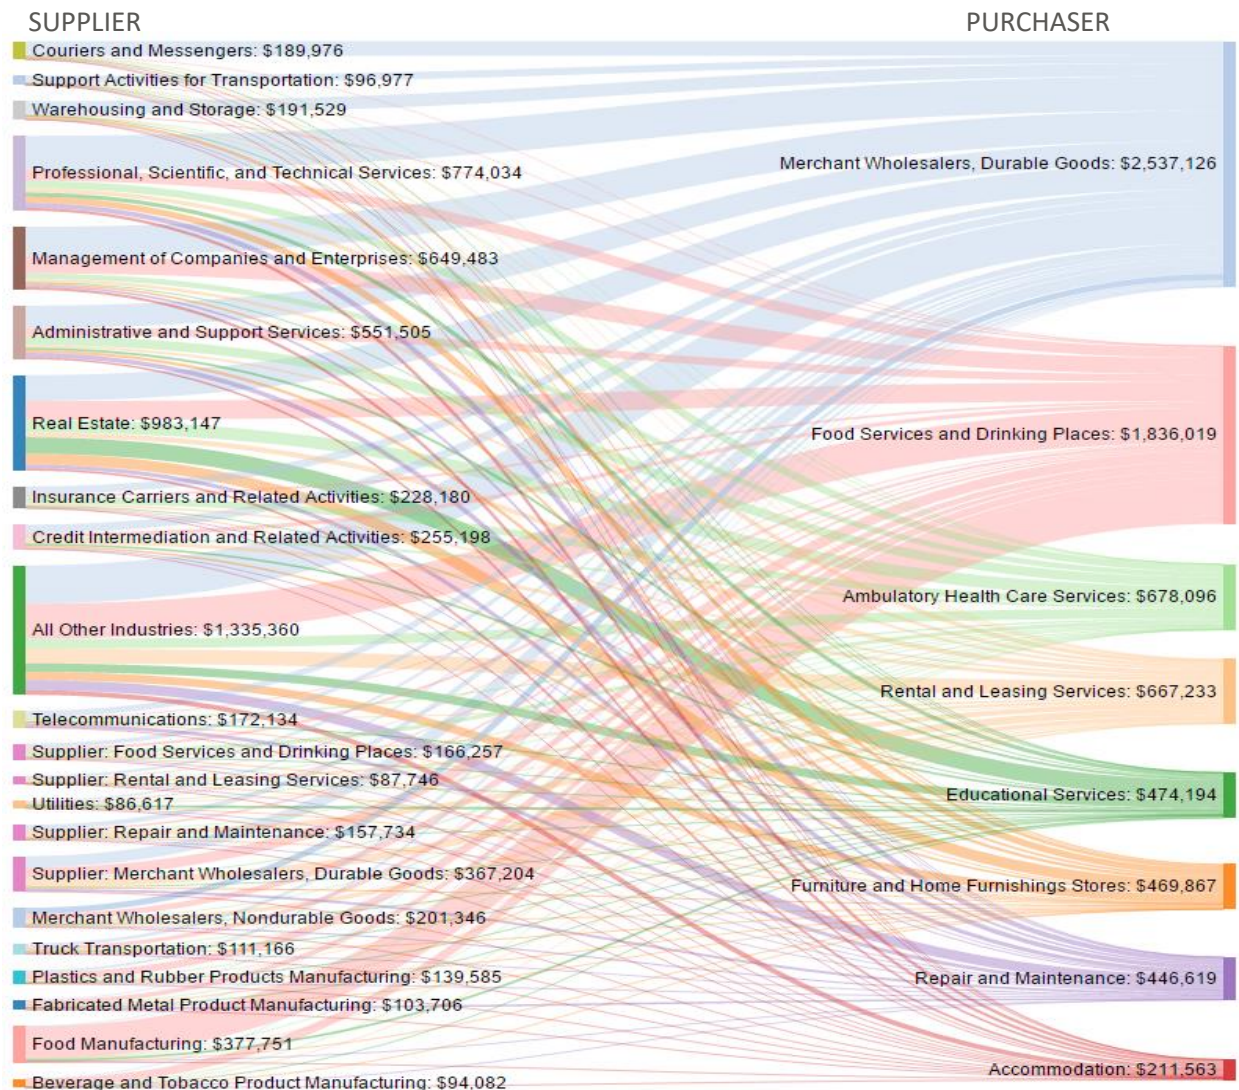 SUPPLIER
PURCHASER
Couriers and Messengers: $189,976
Support Activities for Transportation: $96,977
Warehousing and Storage: $191,529
Professional, Scientific, and Technical Services: $774,034
Management of Companies and Enterprises: $649,483
Administrative and Support Services: $551,505
Real Estate: $983,147
Insurance Carriers and Related Activities: $228,180
Credit Intermediation and Related Activities: $255,198
All Other Industries: $1,335,360
Telecommunications: $172,134
Supplier: Food Services and Drinking Places: $166,257
Supplier: Rental and Leasing Services: $87,746
Utilities: $86,617
Supplier: Repair and Maintenance: $157,734
Supplier: Merchant Wholesalers, Durable Goods: $367,204
Merchant Wholesalers, Nondurable Goods: $201,346
Truck Transportation: $111,166
Plastics and Rubber Products Manufacturing: $139,585
Fabricated Metal Product Manufacturing: $103,706
Food Manufacturing: $377,751
Beverage and Tobacco Product Manufacturing: $94,082
Merchant Wholesalers, Durable Goods: $2,537,126
Food Services and Drinking Places: $1,836,019
Ambulatory Health Care Services: $678,096
Rental and Leasing Services: $667,233
Educational Services: $474,194
Furniture and Home Furnishings Stores: $469,867
Repair and Maintenance: $446,619
Accommodation: $211,563